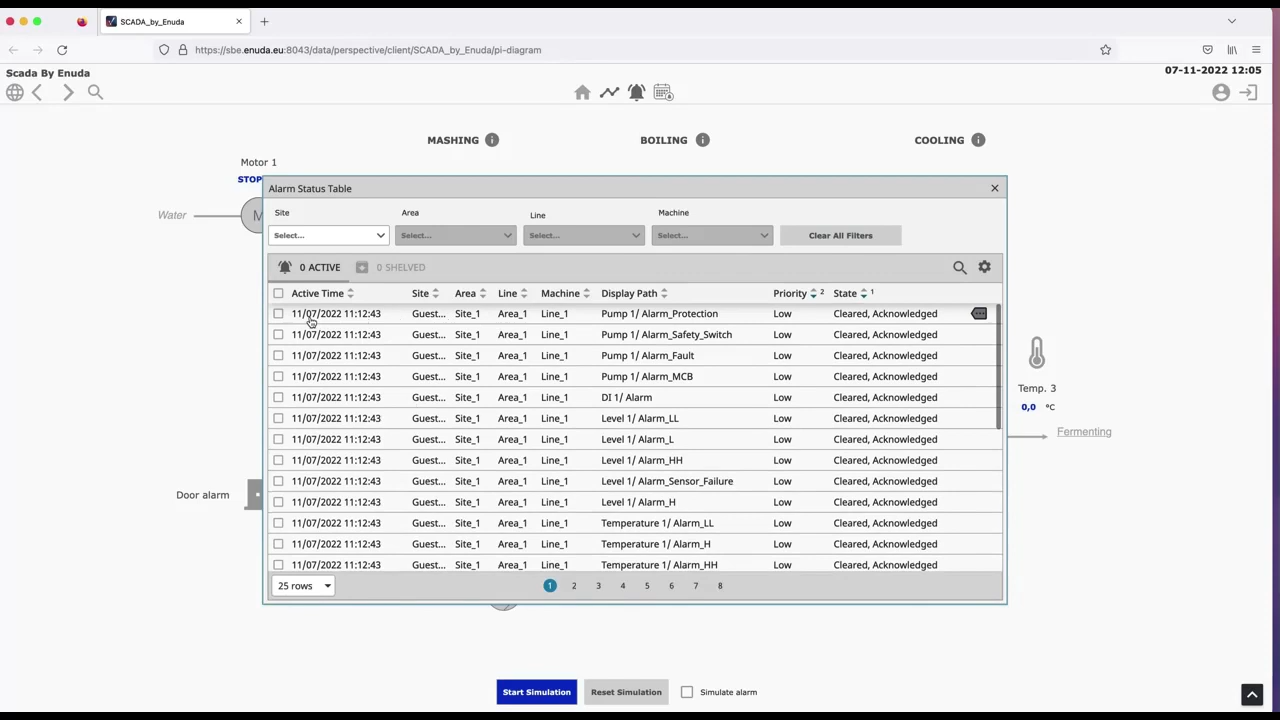 SCADA_by_Enuda
https://sbe.enuda.eu:8043/data/perspective/client/SCADA_by_Enuda/pi-diagram
Scada By Enuda
07-11-2022 12:05
MASHING
BOILING
COOLING
Motor 1
STOP
Water
M
Alarm Status Table
Site
Area
Line
Machine
Select...
Select...
Select...
Select...
Clear All Filters
0 ACTIVE
0 SHELVED
Active Time Site Area Line Machine Display Path Priority 2 State 1
11/07/2022 11:12:43 Guest... Site_1 Area_1 Line_1 Pump 1/ Alarm_Protection Low Cleared, Acknowledged
11/07/2022 11:12:43 Guest... Site_1 Area_1 Line_1 Pump 1/ Alarm_Safety_Switch Low Cleared, Acknowledged
11/07/2022 11:12:43 Guest... Site_1 Area_1 Line_1 Pump 1/ Alarm_Fault Low Cleared, Acknowledged
11/07/2022 11:12:43 Guest... Site_1 Area_1 Line_1 Pump 1/ Alarm_MCB Low Cleared, Acknowledged
11/07/2022 11:12:43 Guest... Site_1 Area_1 Line_1 DI 1/ Alarm Low Cleared, Acknowledged
11/07/2022 11:12:43 Guest... Site_1 Area_1 Line_1 Level 1/ Alarm_LL Low Cleared, Acknowledged
11/07/2022 11:12:43 Guest... Site_1 Area_1 Line_1 Level 1/ Alarm_L Low Cleared, Acknowledged
11/07/2022 11:12:43 Guest... Site_1 Area_1 Line_1 Level 1/ Alarm_HH Low Cleared, Acknowledged
11/07/2022 11:12:43 Guest... Site_1 Area_1 Line_1 Level 1/ Alarm_Sensor_Failure Low Cleared, Acknowledged
11/07/2022 11:12:43 Guest... Site_1 Area_1 Line_1 Level 1/ Alarm_H Low Cleared, Acknowledged
11/07/2022 11:12:43 Guest... Site_1 Area_1 Line_1 Temperature 1/ Alarm_LL Low Cleared, Acknowledged
11/07/2022 11:12:43 Guest... Site_1 Area_1 Line_1 Temperature 1/ Alarm_H Low Cleared, Acknowledged
11/07/2022 11:12:43 Guest... Site_1 Area_1 Line_1 Temperature 1/ Alarm_HH Low Cleared, Acknowledged
25 rows
1 2 3 4 5 6 7 8
Temp. 3
0,0 °C
Fermenting
Door alarm
Start Simulation
Reset Simulation
Simulate alarm